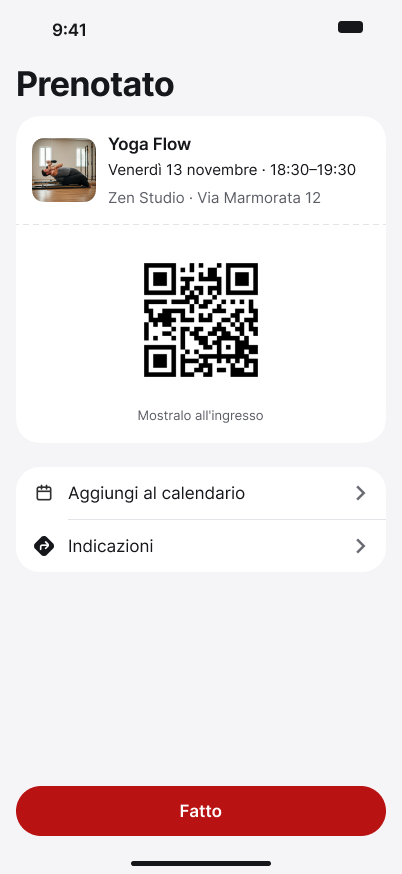 9:41
Prenotato
Yoga Flow
Venerdì 13 novembre · 18:30–19:30
Zen Studio · Via Marmorata 12
Mostralo all'ingresso
Aggiungi al calendario
Indicazioni
Fatto